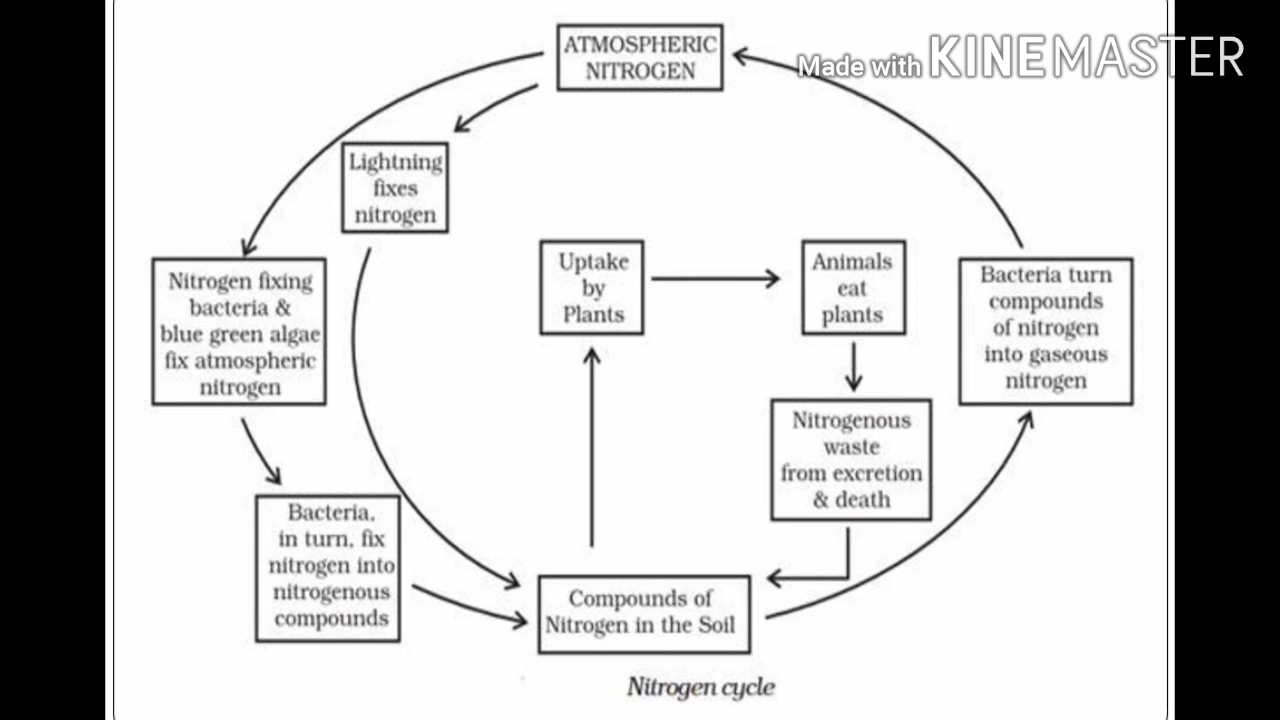 ATMOSPHERIC
NITROGEN
Made with KINEMASTER
Lightning
fixes
nitrogen
Nitrogen fixing
bacteria &
blue green algae
fix atmospheric
nitrogen
Uptake
by
Plants
Animals
eat
plants
Bacteria turn
compounds
of nitrogen
into gaseous
nitrogen
Nitrogenous
waste
from excretion
& death
Bacteria,
in turn, fix
nitrogen into
nitrogenous
compounds
Compounds of
Nitrogen in the Soil
Nitrogen cycle